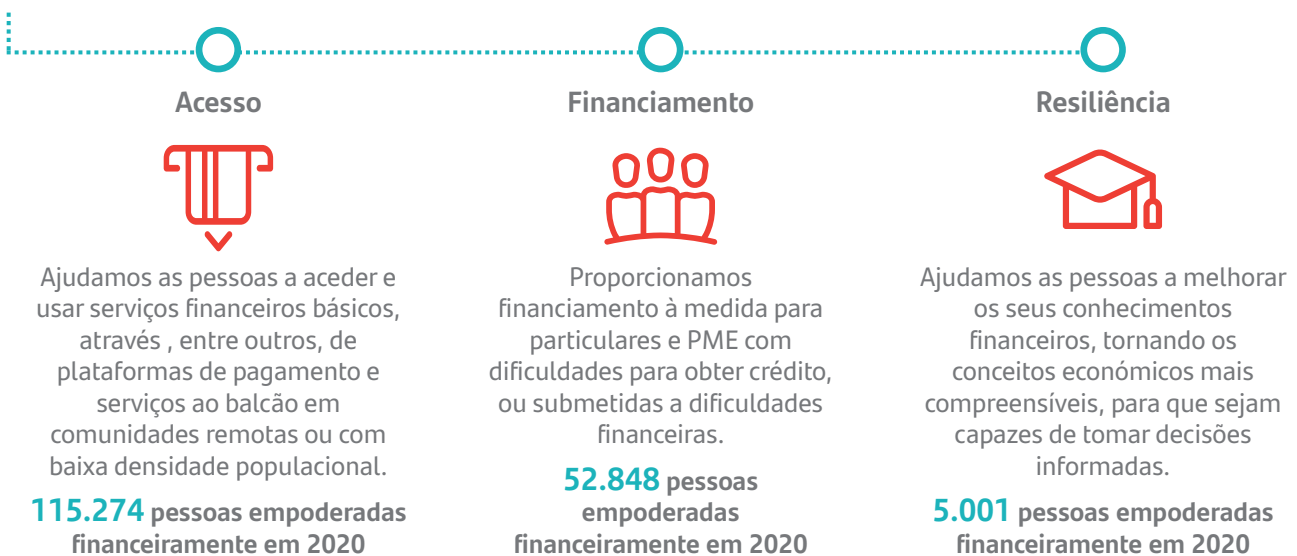 Acesso
Ajudamos as pessoas a aceder e
usar serviços financeiros básicos,
através , entre outros, de
plataformas de pagamento e
serviços ao balcão em
comunidades remotas ou com
baixa densidade populacional.
115.274 pessoas empoderadas
financeiramente em 2020
Financiamento
Proporcionamos
financiamento à medida para
particulares e PME com
dificuldades para obter crédito,
ou submetidas a dificuldades
financeiras.
52.848 pessoas
empoderadas
financeiramente em 2020
Resiliência
Ajudamos as pessoas a melhorar
os seus conhecimentos
financeiros, tornando os
conceitos económicos mais
compreensíveis, para que sejam
capazes de tomar decisões
informadas.
5.001 pessoas empoderadas
financeiramente em 2020